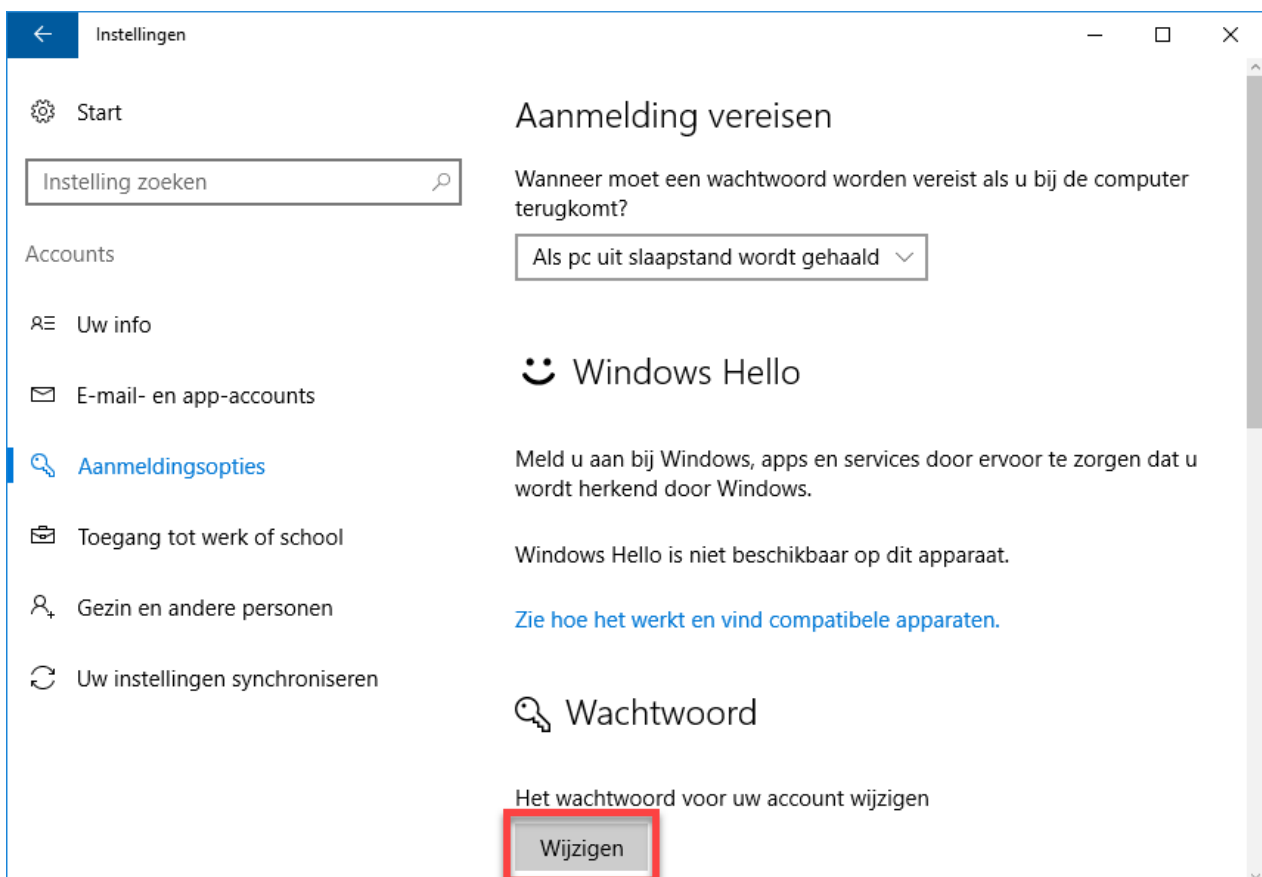 Instellingen
Start
Instelling zoeken
Accounts
Uw info
E-mail- en app-accounts
Aanmeldingsopties
Toegang tot werk of school
Gezin en andere personen
Uw instellingen synchroniseren
Aanmelding vereisen
Wanneer moet een wachtwoord worden vereist als u bij de computer
terugkomt?
Als pc uit slaapstand wordt gehaald
Windows Hello
Meld u aan bij Windows, apps en services door ervoor te zorgen dat u
wordt herkend door Windows.
Windows Hello is niet beschikbaar op dit apparaat.
Zie hoe het werkt en vind compatibele apparaten.
Wachtwoord
Het wachtwoord voor uw account wijzigen
Wijzigen